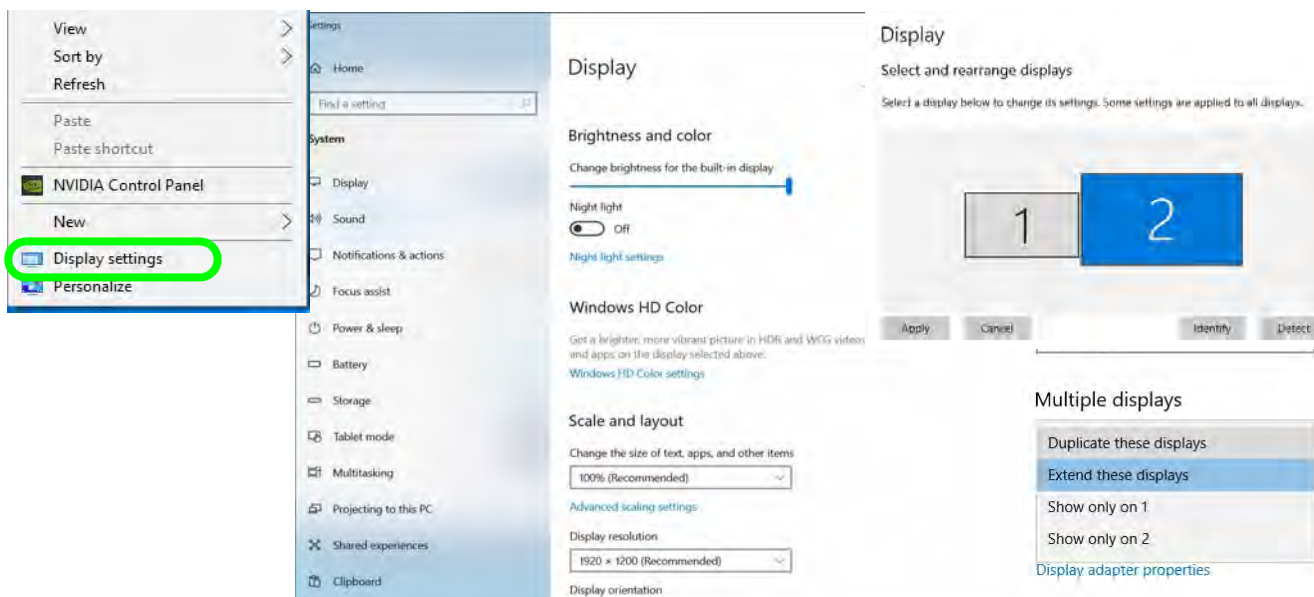 View
Sort by
Refresh
Paste
Paste shortcut
NVIDIA Control Panel
New
Display settings
Personalize
Settings
Home
Find a setting
System
Display
Sound
Notifications & actions
Focus assist
Power & sleep
Battery
Storage
Tablet mode
Multitasking
Projecting to this PC
Shared experiences
Clipboard
Display
Brightness and color
Change brightness for the built-in display
Night light
Off
Night light settings
Windows HD Color
Get a brighter, more vibrant picture in HDR and WCG videos
and apps on the display selected above.
Windows HD Color settings
Scale and layout
Change the size of text, apps, and other items
100% (Recommended)
Advanced scaling settings
Display resolution
1920 × 1200 (Recommended)
Display orientation
Display
Select and rearrange displays
Select a display below to change its settings. Some settings are applied to all displays.
1
2
Apply
Cancel
Identify
Detect
Multiple displays
Duplicate these displays
Extend these displays
Show only on 1
Show only on 2
Display adapter properties